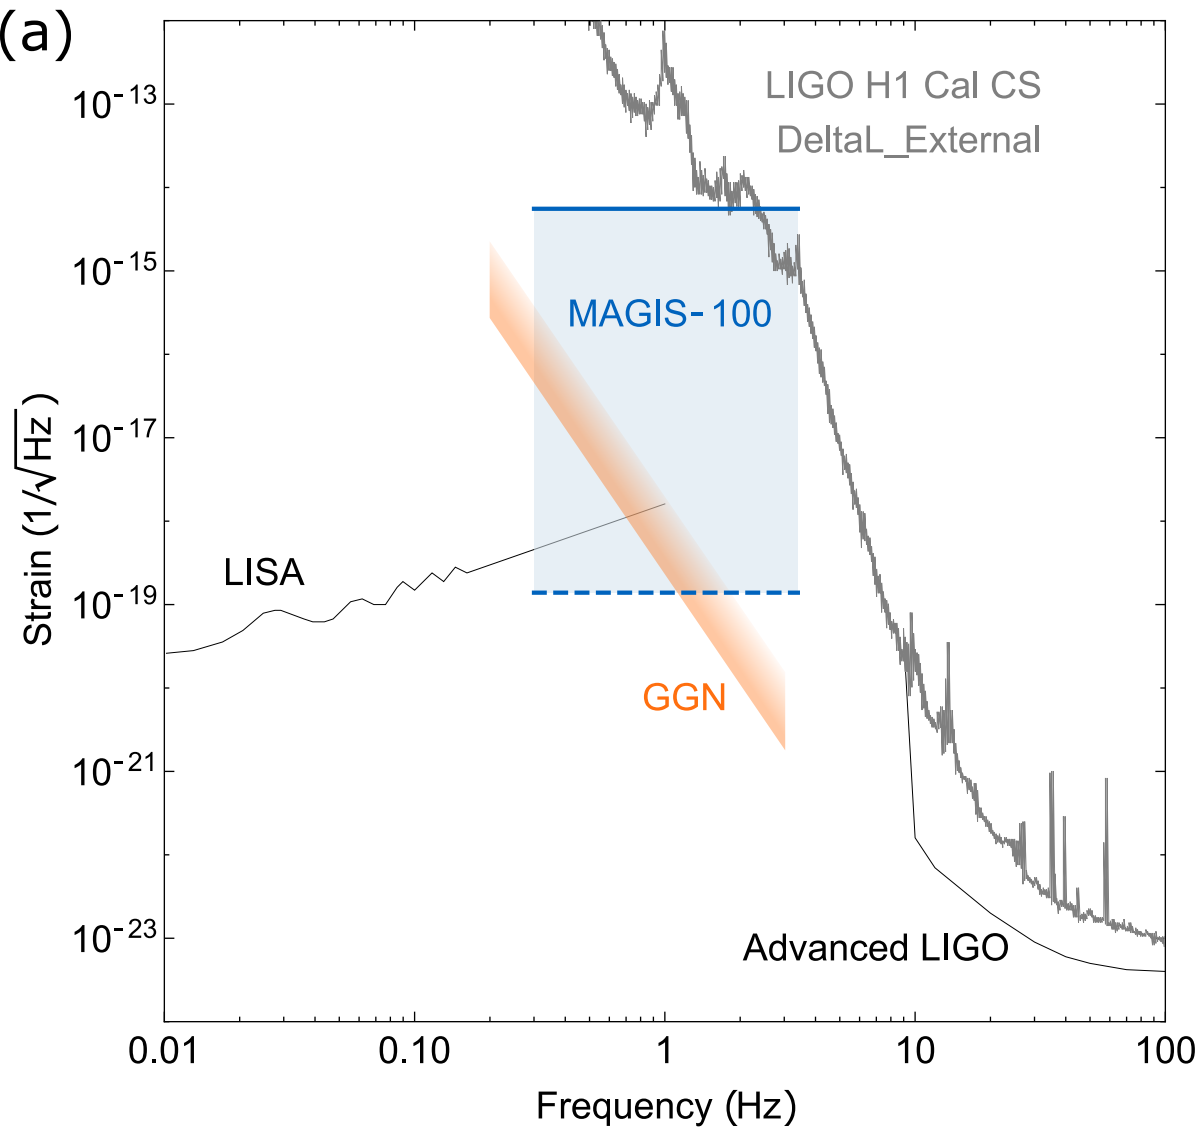 (a)
LIGO H1 Cal CS
DeltaL_External
10⁻¹³
10⁻¹⁵
MAGIS-100
10⁻¹⁷
Strain (1/√Hz)
LISA
10⁻¹⁹
GGN
10⁻²¹
10⁻²³
Advanced LIGO
0.01 0.10 1 10 100
Frequency (Hz)